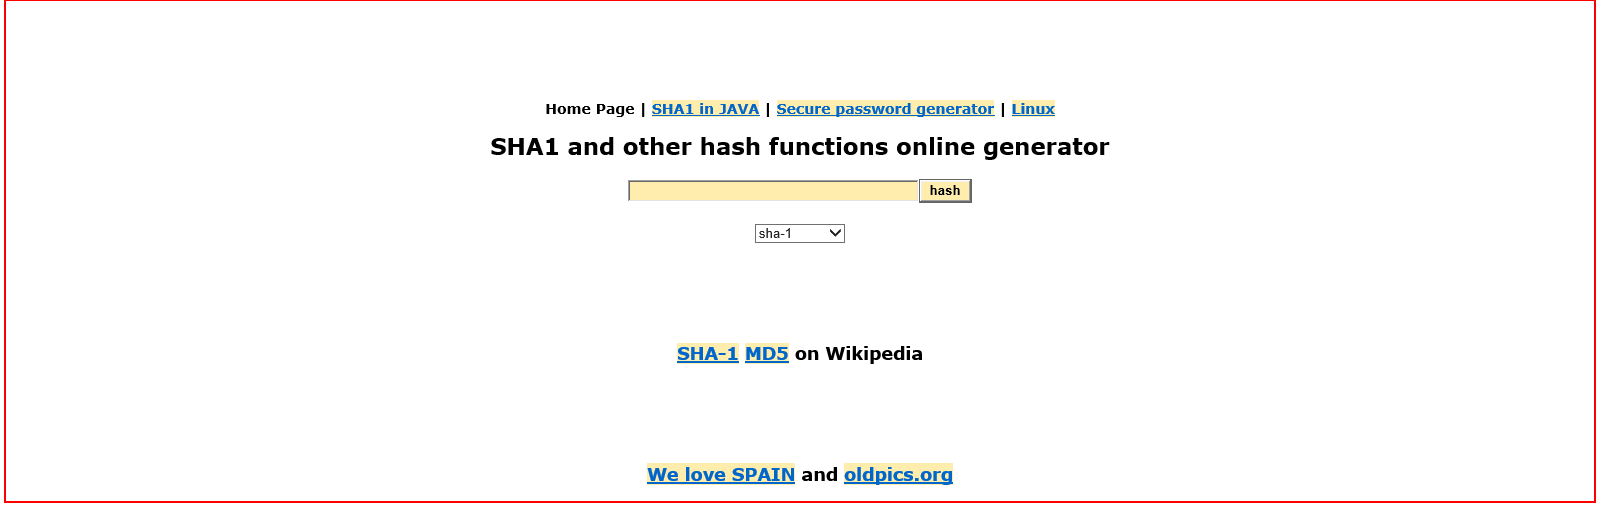 Home Page | SHA1 in JAVA | Secure password generator | Linux
SHA1 and other hash functions online generator
hash
sha-1
SHA-1 MD5 on Wikipedia
We love SPAIN and oldpics.org